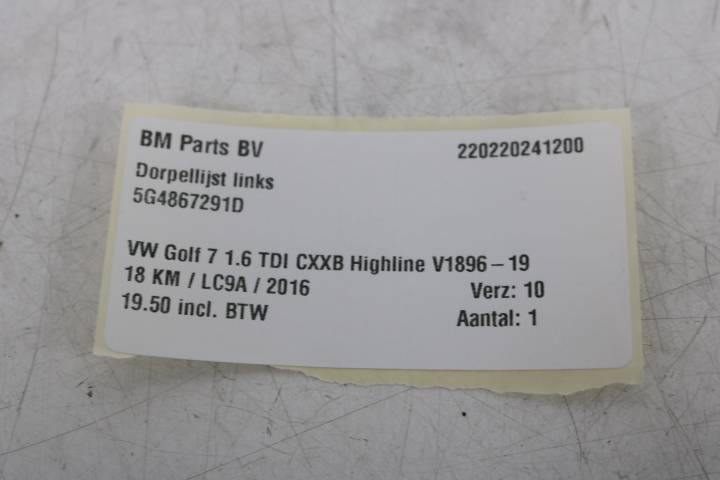 BM Parts BV 220220241200
Dorpellijst links
5G4867291D
VW Golf 7 1.6 TDI CXXB Highline V1896 – 19
18 KM / LC9A / 2016 Verz: 10
19.50 incl. BTW Aantal: 1